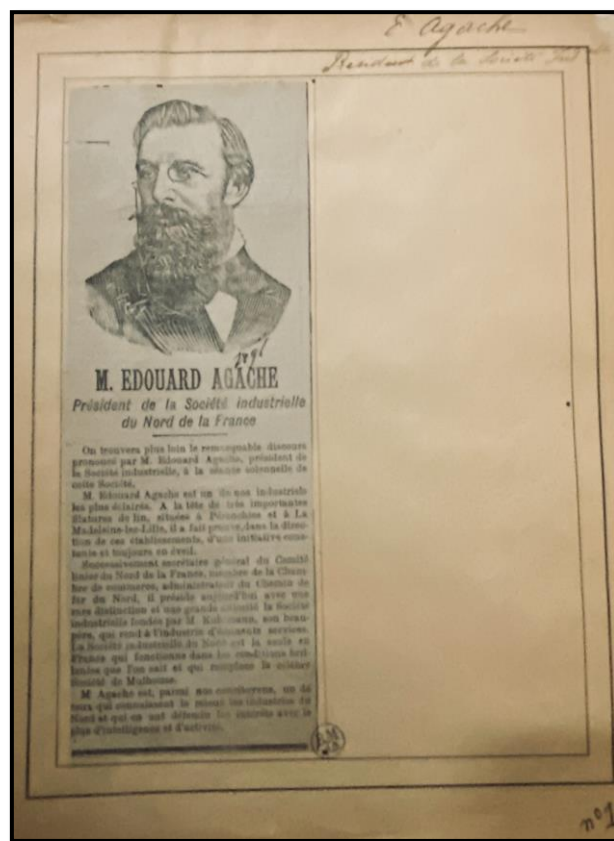 E Agache
de la Société Ind
1891
M. EDOUARD AGACHE
Président de la Société industrielle
du Nord de la France
On trouvera plus loin le remarquable discours
prononcé par M. Edouard Agache, président de
la Société industrielle, à la séance solennelle de
cette Société.
M. Edouard Agache est un de nos industriels
les plus éclairés. A la tête de très importantes
filatures de lin, situées à Pérenchies et à La
Madeleine-lez-Lille, il a fait preuve, dans la direc-
tion de ces établissements, d'une initiative cons-
tante et toujours en éveil.
Successivement secrétaire général du Comité
linier du Nord de la France, membre de la Cham-
bre de commerce, administrateur du Chemin de
fer du Nord, il préside aujourd'hui avec une
rare distinction et une grande autorité la Société
industrielle fondée par M. Kuhlmann, son beau-
père, qui rend à l'industrie d'éminents services.
La Société industrielle du Nord est la seule en
France qui fonctionne dans les conditions bril-
lantes que l'on sait et qui remplace la célèbre
Société de Mulhouse.
M Agache est, parmi nos concitoyens, un de
ceux qui connaissent le mieux les industries du
Nord et qui en ont défendu les intérêts avec le
plus d'intelligence et d'activité.
nº1